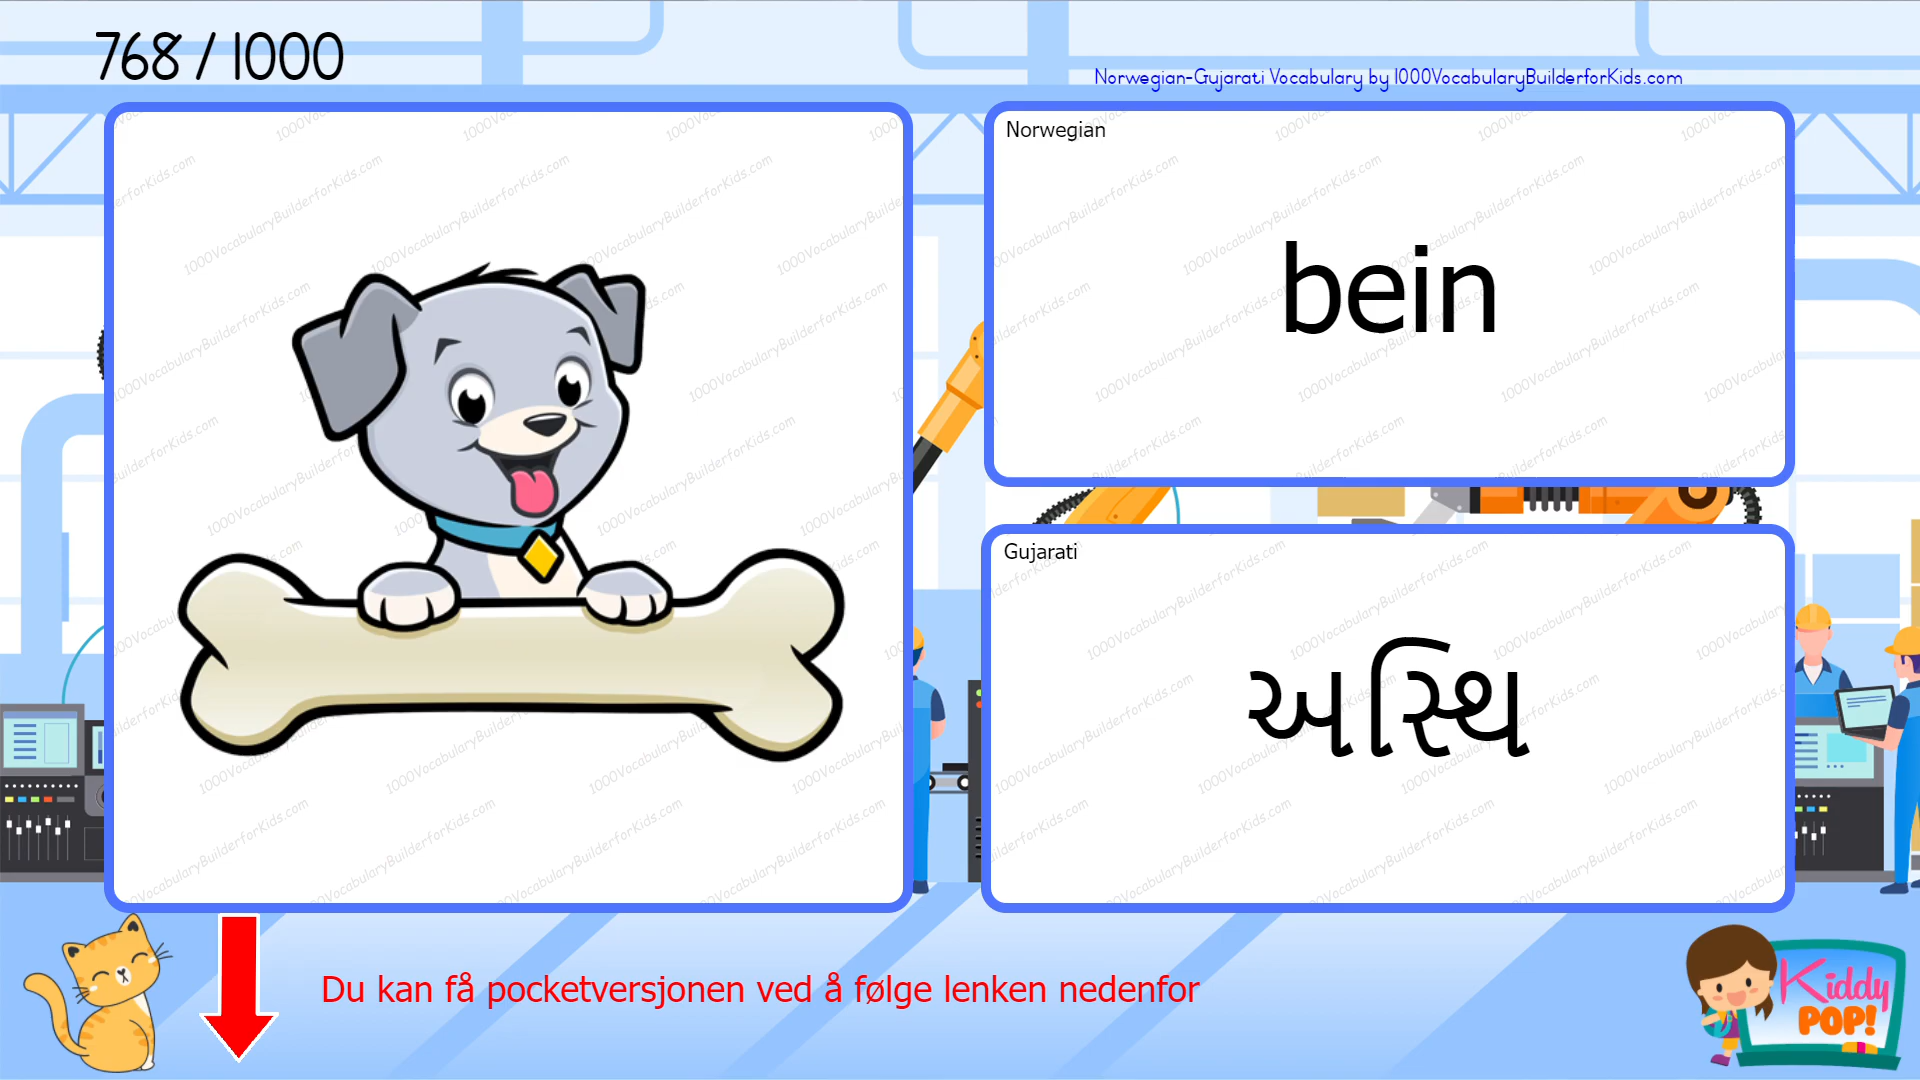 768 / 1000
Norwegian-Gujarati Vocabulary by 1000VocabularyBuilderforKids.com
Norwegian
bein
Gujarati
અસ્થિ
Du kan få pocketversjonen ved å følge lenken nedenfor
Kiddy
POP!